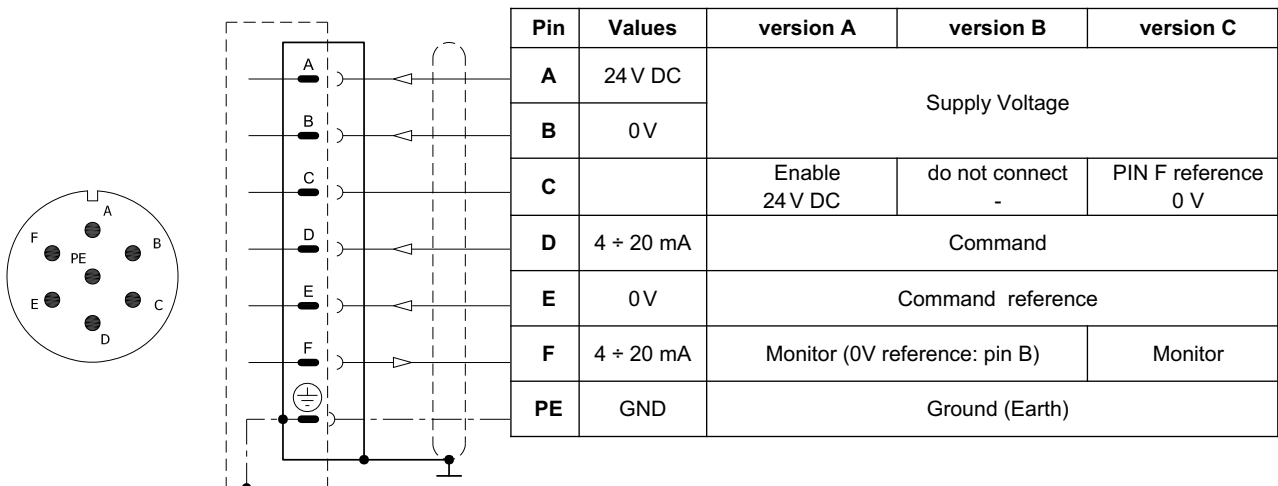 A
B
C
D
E
F
PE
A
B
C
D
E
F
Pin Values version A version B version C
A 24 V DC Supply Voltage
B 0 V
C Enable 24 V DC do not connect - PIN F reference 0 V
D 4 ÷ 20 mA Command
E 0 V Command reference
F 4 ÷ 20 mA Monitor (0V reference: pin B) Monitor
PE GND Ground (Earth)